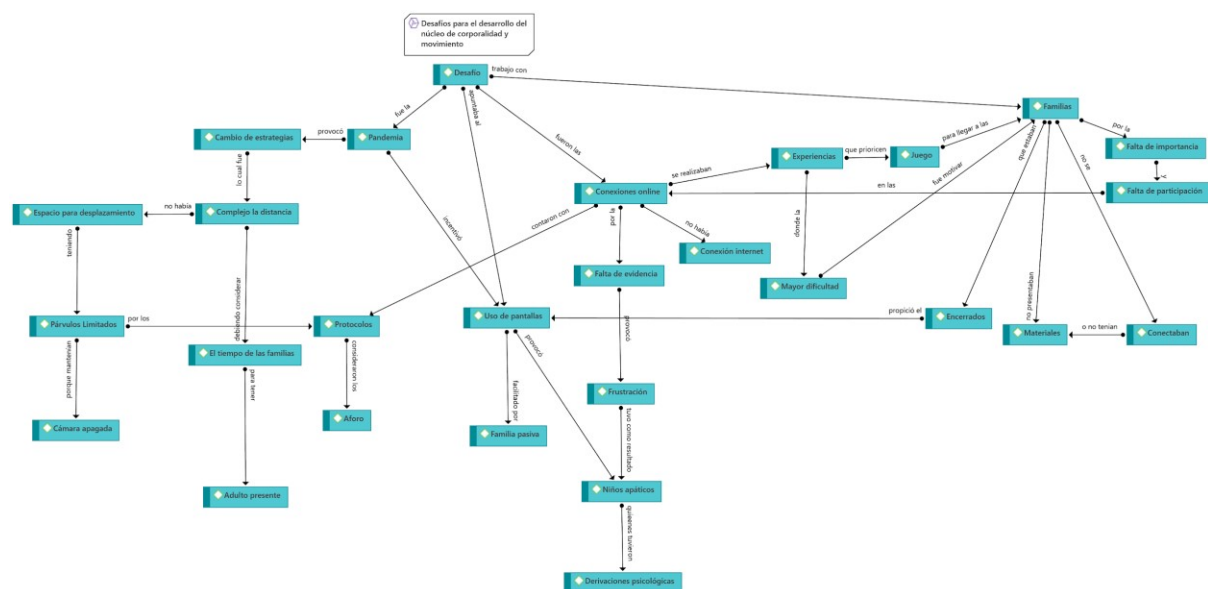 Desafíos para el desarrollo del
núcleo de corporalidad y
movimiento
Desafío
trabajo con
Familias
fue la
apuntaba al
fueron las
Cambio de estrategias
provocó
Pandemia
lo cual fue
Experiencias
que prioricen
Juego
para llegar a las
que estaban
no se
por la
Falta de importancia
y
Falta de participación
en las
se realizaban
fue motivar
Conexiones online
Espacio para desplazamiento
no había
Complejo la distancia
contaron con
incentivó
por la
no había
Conexión internet
donde el
teniendo
Falta de evidencia
Mayor dificultad
no presentaban
debiendo considerar
Párvulos Limitados
por los
Protocolos
Uso de pantallas
propició el
Encerrados
Materiales
o no tenían
Conectaban
provocó
provocó
porque mantenían
El tiempo de las familias
consideraron los
facilitado por
para tener
Frustración
Cámara apagada
Aforo
Familia pasiva
tuvo como resultado
Adulto presente
Niños apáticos
quieenes tuvieron
Derivaciones psicológicas